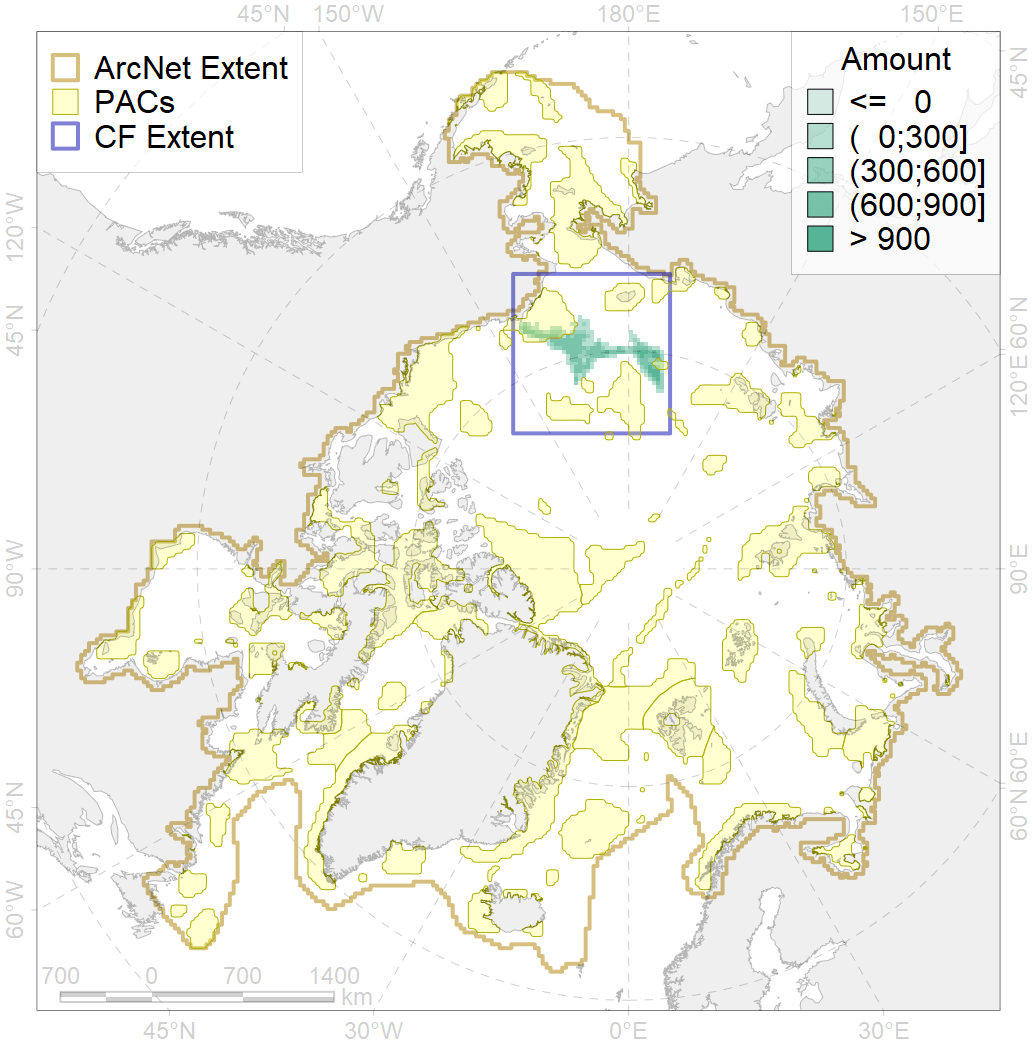 45°N 150°W 180°E 150°E
ArcNet Extent
PACs
CF Extent
Amount
<= 0
( 0;300]
(300;600]
(600;900]
> 900
45°N
120°W
45°N
90°W
45°N
60°W
60°N
120°E
90°E
60°E
60°N
700 0 700 1400
km
45°N 30°W 0°E 30°E